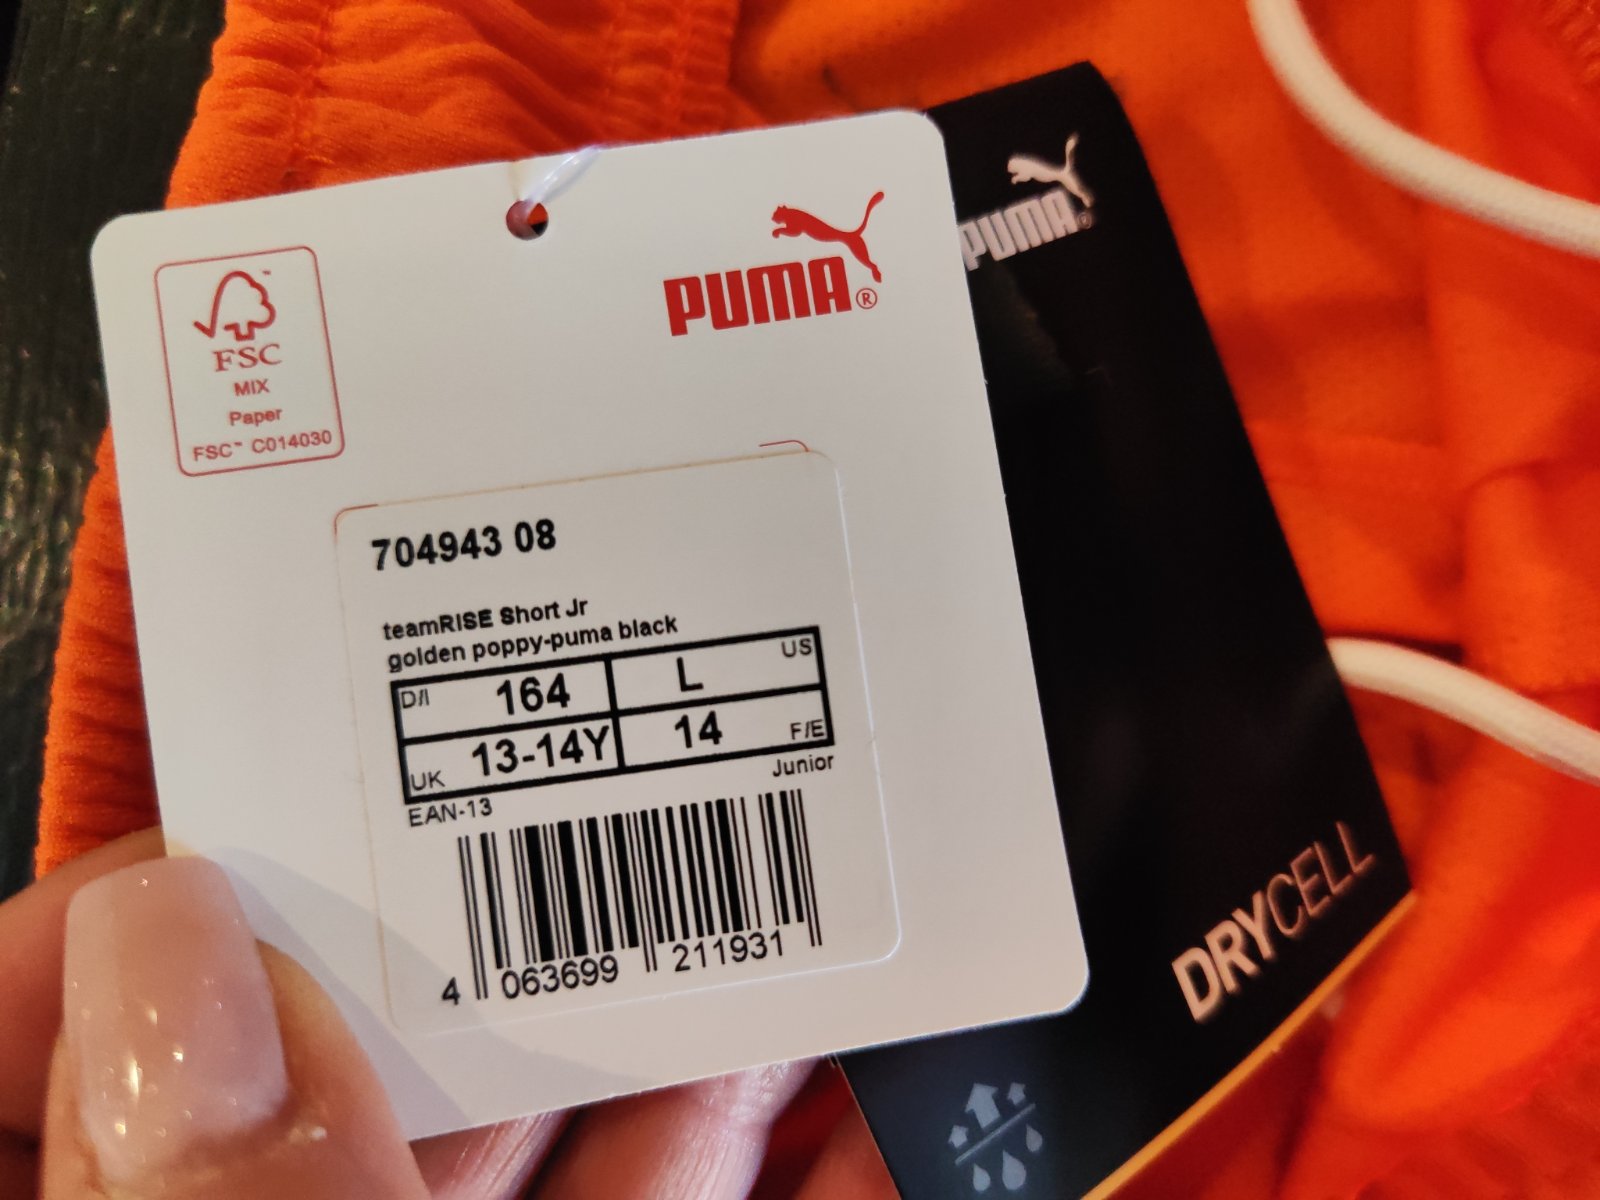 PUMA®
PUMA®
FSC
MIX
Paper
FSC™ C014030
704943 08
teamRISE Short Jr
golden poppy-puma black
D/I 164 L US
UK 13-14Y 14 F/E
EAN-13 Junior
4 063699 211931
DRYCELL